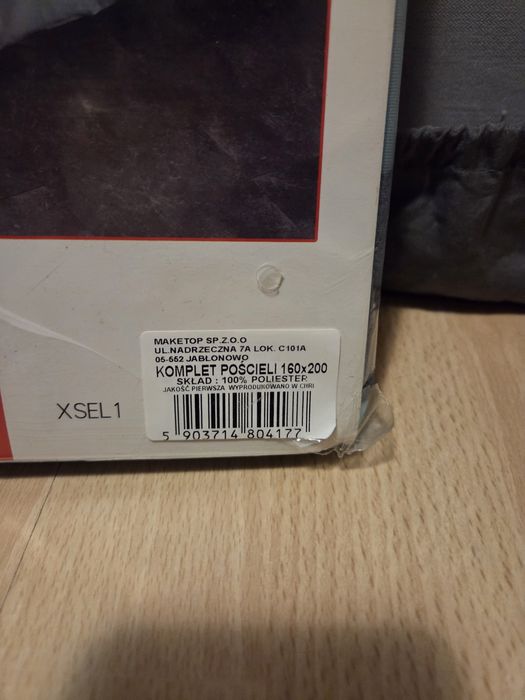 MAKETOP SP.Z.O.O
UL.NADRZECZNA 7A LOK. C101A
05-552 JABŁONOWO
KOMPLET POŚCIELI 160x200
SKŁAD : 100% POLIESTER
JAKOŚĆ PIERWSZA WYPRODUKOWANO W CHRL
XSEL1
5 903714 804177